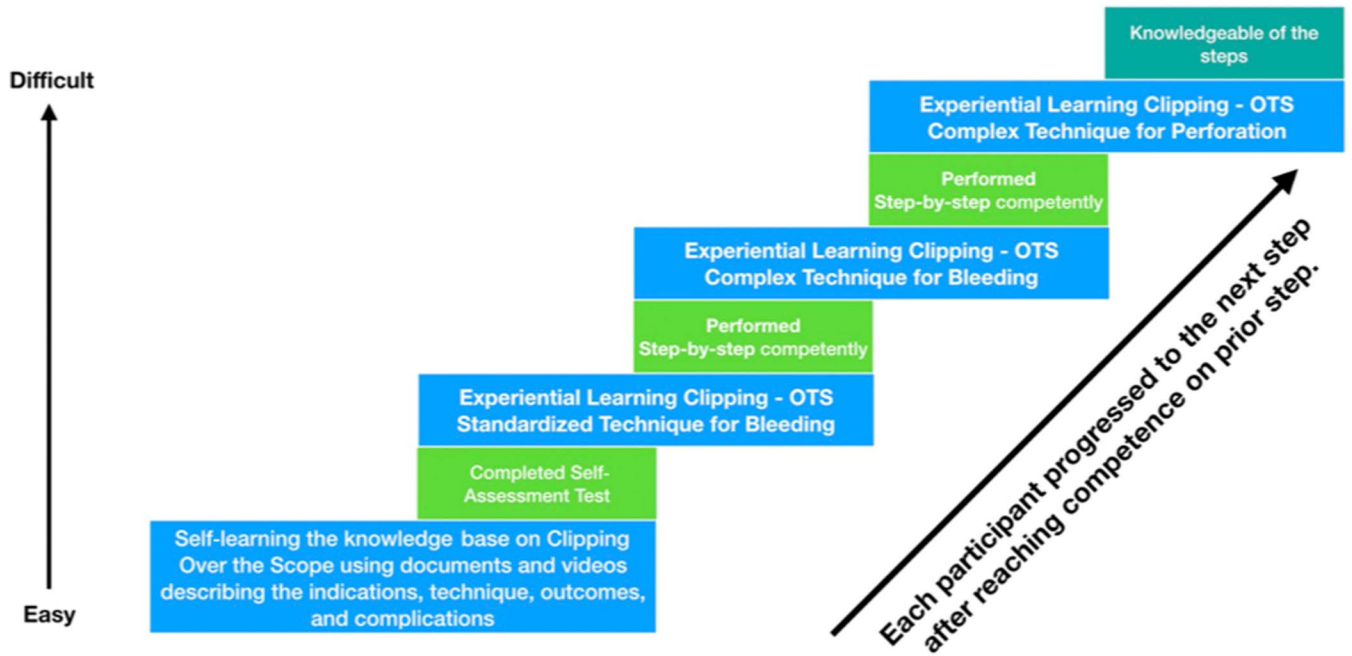 Difficult
Easy
Knowledgeable of the
steps
Experiential Learning Clipping - OTS
Complex Technique for Perforation
Performed
Step-by-step competently
Experiential Learning Clipping - OTS
Complex Technique for Bleeding
Performed
Step-by-step competently
Experiential Learning Clipping - OTS
Standardized Technique for Bleeding
Completed Self-
Assessment Test
Self-learning the knowledge base on Clipping
Over the Scope using documents and videos
describing the indications, technique, outcomes,
and complications
Each participant progressed to the next step
after reaching competence on prior step.